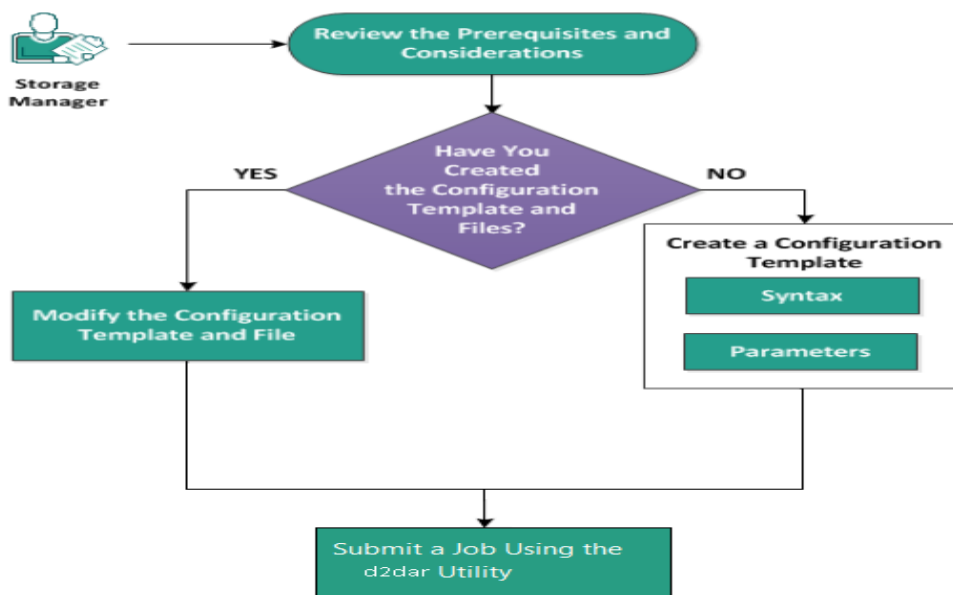 Review the Prerequisites and
Considerations
Storage
Manager
Have You
Created
the Configuration
Template and
Files?
YES
NO
Modify the Configuration
Template and File
Create a Configuration
Template
Syntax
Parameters
Submit a Job Using the
d2dar Utility